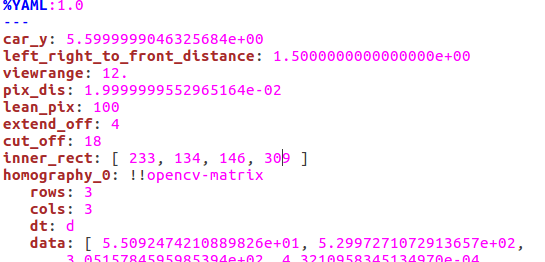 %YAML:1.0
---
car_y: 5.5999999046325684e+00
left_right_to_front_distance: 1.5000000000000000e+00
viewrange: 12.
pix_dis: 1.9999999552965164e-02
lean_pix: 100
extend_off: 4
cut_off: 18
inner_rect: [ 233, 134, 146, 309 ]
homography_0: !!opencv-matrix
rows: 3
cols: 3
dt: d
data: [ 5.5092474210889826e+01, 5.2997271072913657e+02,
3.0515784595985394e+02, 4.3210958345134970e-04